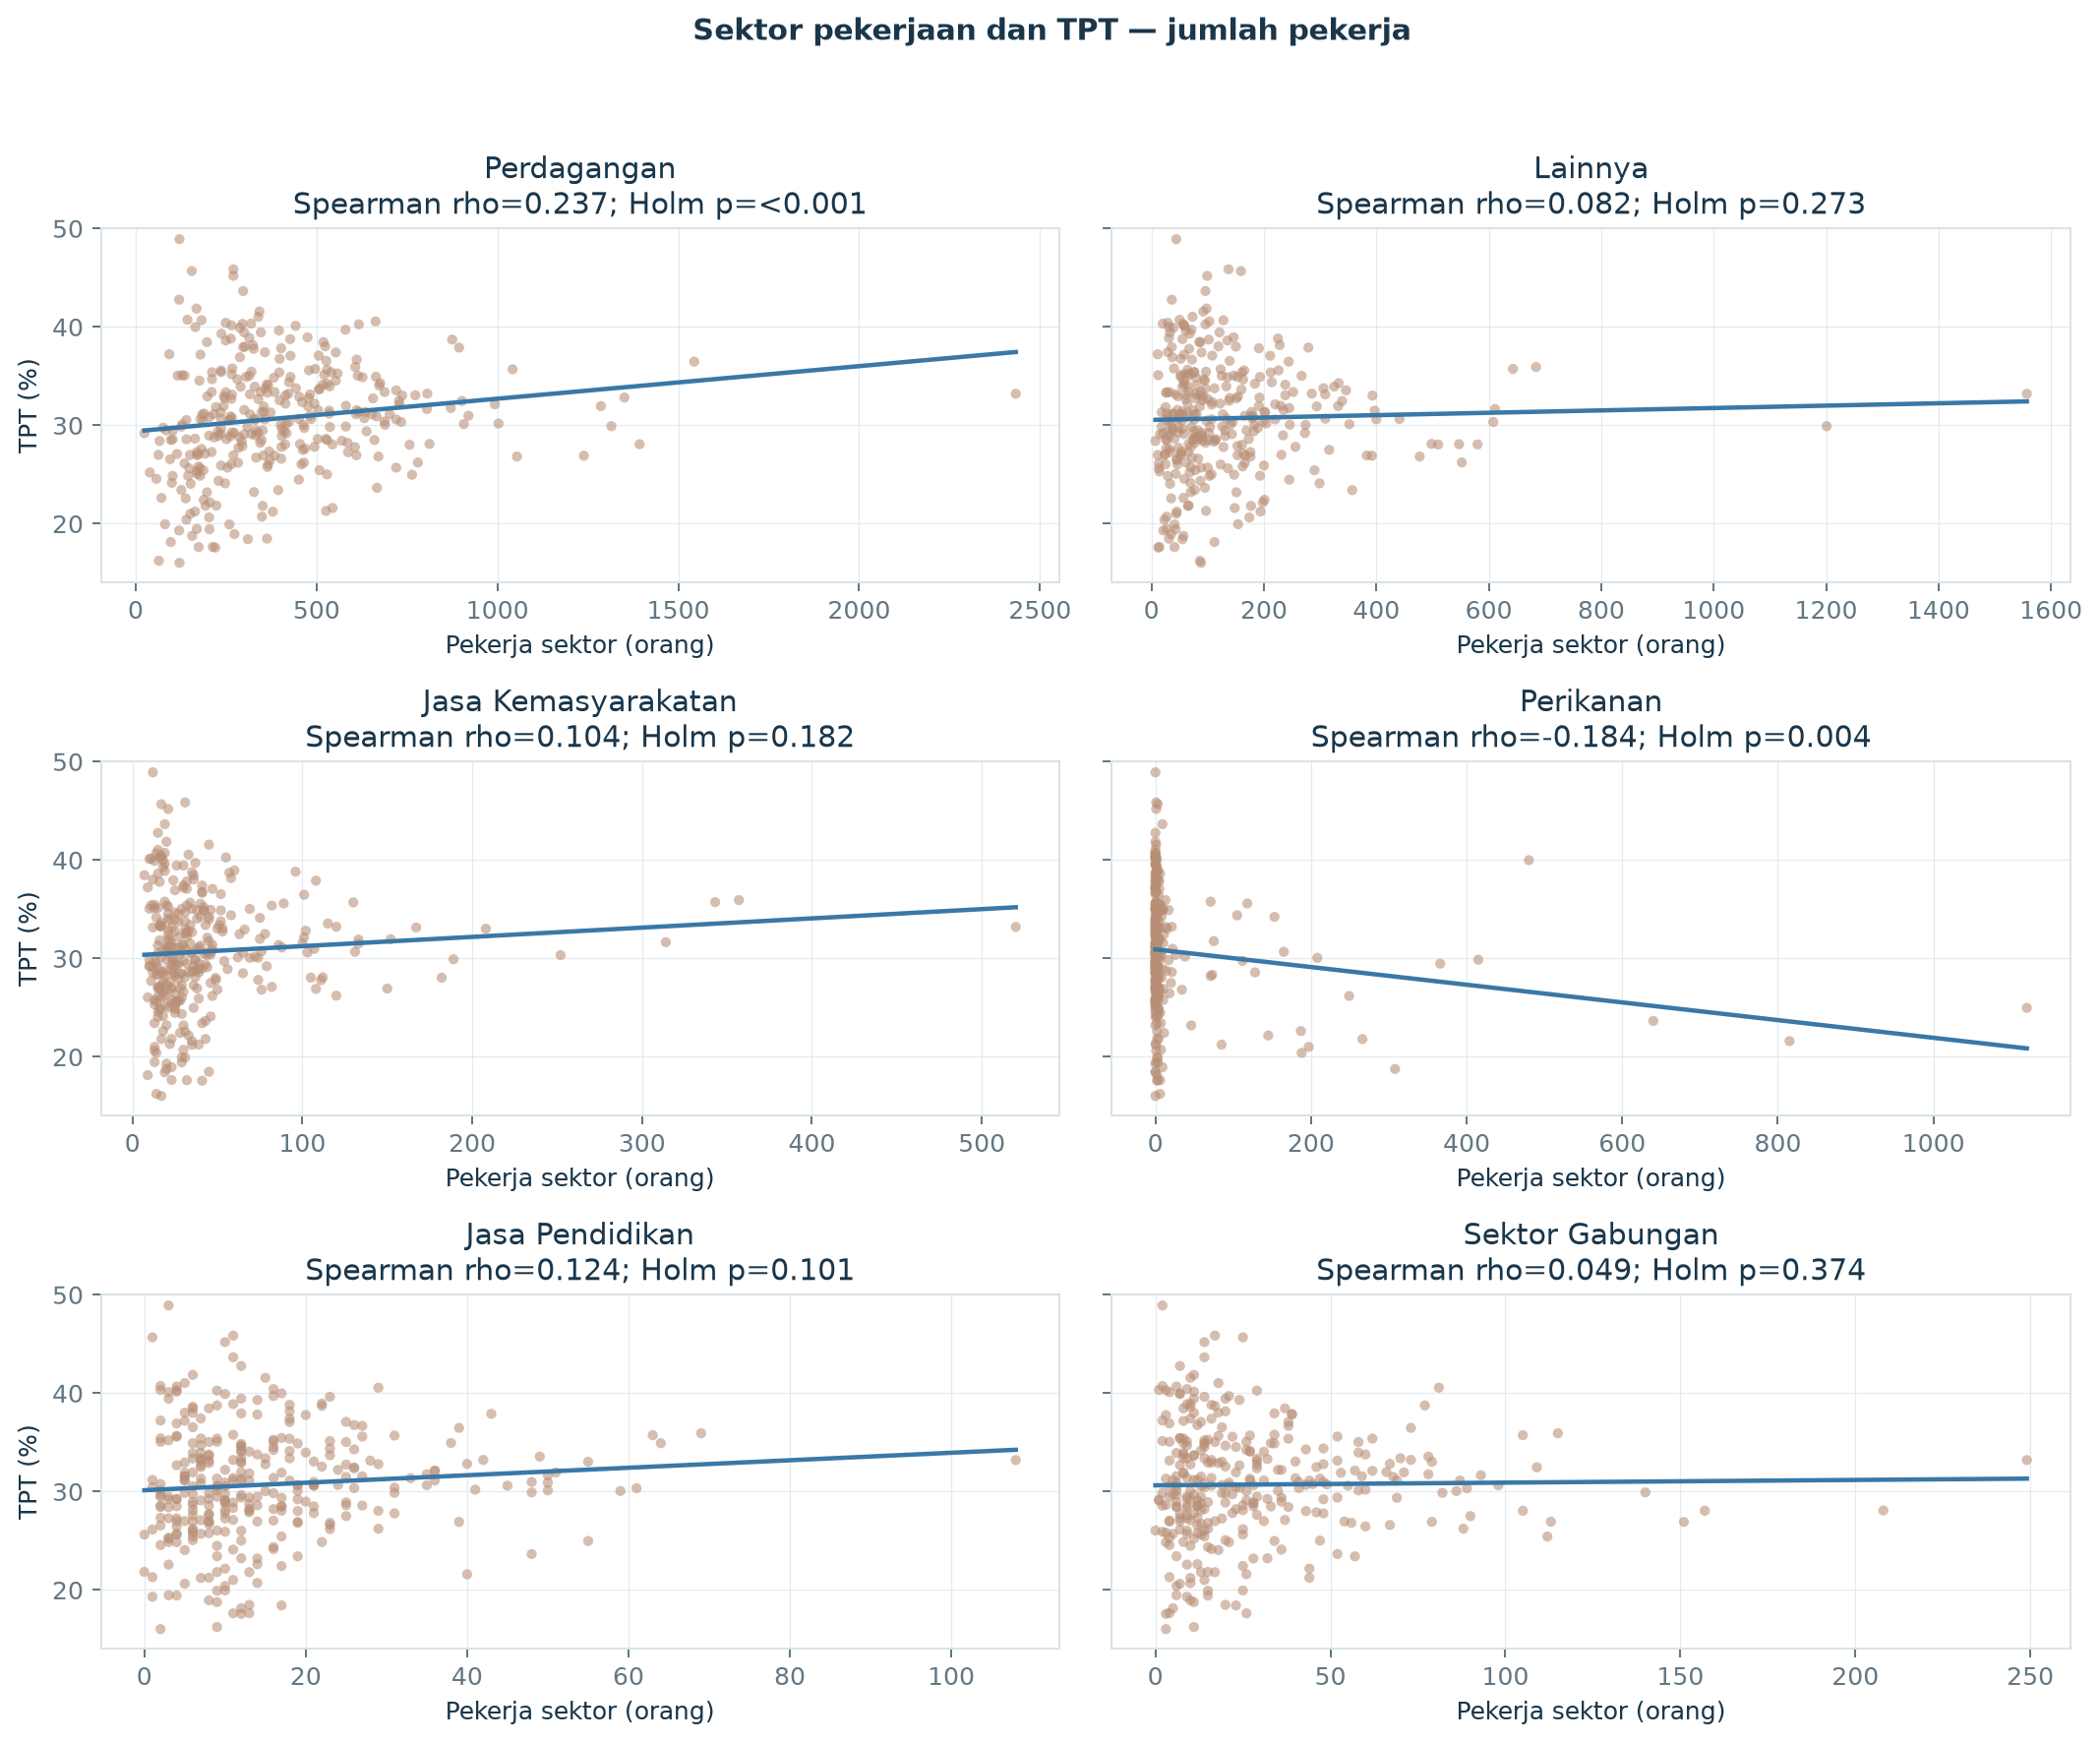 Sektor pekerjaan dan TPT — jumlah pekerja
Perdagangan
Spearman rho=0.237; Holm p=<0.001
TPT (%)
50
40
30
20
0 500 1000 1500 2000 2500
Pekerja sektor (orang)
Lainnya
Spearman rho=0.082; Holm p=0.273
0 200 400 600 800 1000 1200 1400 1600
Pekerja sektor (orang)
Jasa Kemasyarakatan
Spearman rho=0.104; Holm p=0.182
TPT (%)
50
40
30
20
0 100 200 300 400 500
Pekerja sektor (orang)
Perikanan
Spearman rho=-0.184; Holm p=0.004
0 200 400 600 800 1000
Pekerja sektor (orang)
Jasa Pendidikan
Spearman rho=0.124; Holm p=0.101
TPT (%)
50
40
30
20
0 20 40 60 80 100
Pekerja sektor (orang)
Sektor Gabungan
Spearman rho=0.049; Holm p=0.374
0 50 100 150 200 250
Pekerja sektor (orang)